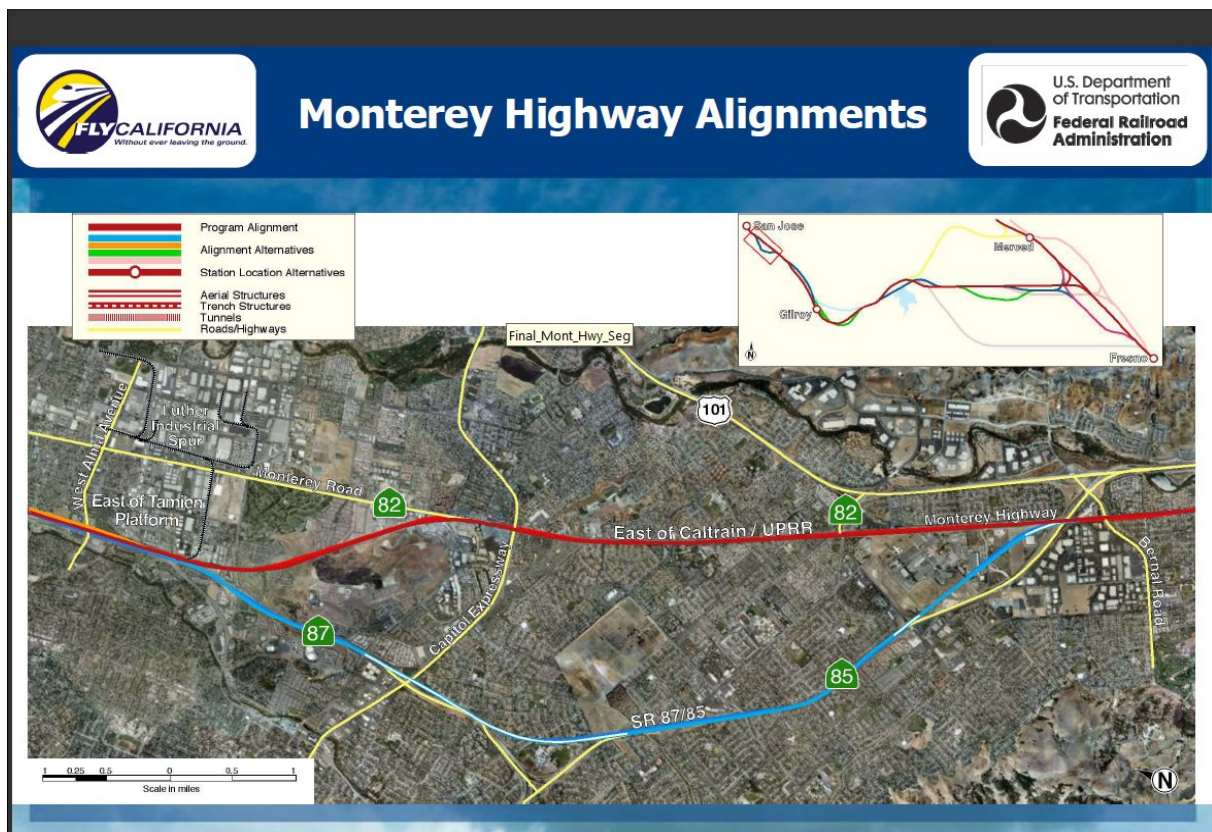 FLYCALIFORNIA
Without ever leaving the ground.
Monterey Highway Alignments
U.S. Department
of Transportation
Federal Railroad
Administration
Program Alignment
Alignment Alternatives
Station Location Alternatives
Aerial Structures
Trench Structures
Tunnels
Roads/Highways
San Jose
Merced
Gilroy
Fresno
N
Final_Mont_Hwy_Seg
101
West Alma Avenue
Luther
Industrial
Spur
Monterey Road
82
East of Tamien
Platform
East of Caltrain / UPRR
82
Monterey Highway
Bernal Road
Capitol Expressway
87
85
SR 87/85
1 0.25 0.5 0 0.5 1
Scale in miles
N